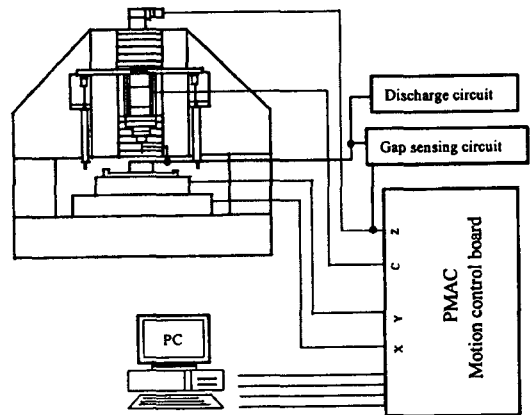 Discharge circuit
Gap sensing circuit
Z
C
Y
X
PMAC
Motion control board
PC